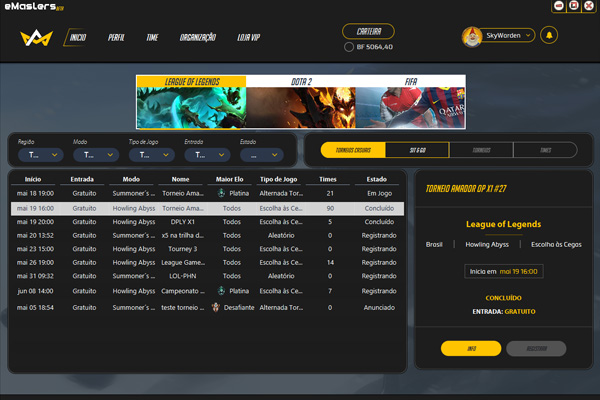 eMasters BETA
INICIO PERFIL TIME ORGANIZAÇÃO LOJA VIP
CARTEIRA
BF 5064,40
SkyWarden
LEAGUE OF LEGENDS DOTA 2 FIFA
QATAR
Região Modo Tipo de Jogo Entrada Estado
T... T... T... T... ...
TORNEIOS CASUAIS SIT & GO TORNEIOS TIMES
Início Entrada Modo Nome Maior Elo Tipo de Jogo Times Estado
mai 18 19:00 Gratuito Summoner´s ... Torneio Ama... Platina Alternada Tor... 21 Em Jogo
mai 19 16:00 Gratuito Howling Abyss Torneio Ama... Todos Escolha às Ce... 90 Concluído
mai 19 20:00 Gratuito Howling Abyss DPLY X1 Todos Escolha às Ce... 5 Concluído
mai 20 13:52 Gratuito Summoner´s ... x5 na trilha d... Todos Aleatório 0 Registrando
mai 23 15:00 Gratuito Howling Abyss Tourney 3 Todos Aleatório 0 Registrando
mai 26 19:00 Gratuito Howling Abyss League Game... Todos Escolha às Ce... 14 Registrando
mai 31 09:32 Gratuito Summoner´s ... LOL-PHN Todos Aleatório 0 Registrando
jun 08 14:00 Gratuito Howling Abyss Campeonato ... Platina Escolha às Ce... 7 Registrando
mai 05 18:54 Gratuito Summoner´s ... teste torneio ... Desafiante Alternada Tor... 0 Anunciado
TORNEIO AMADOR DP X1 #27
League of Legends
Brasil Howling Abyss Escolha às Cegas
Inicia em mai 19 16:00
CONCLUÍDO
ENTRADA: GRATUITO
INFO REGISTRAR